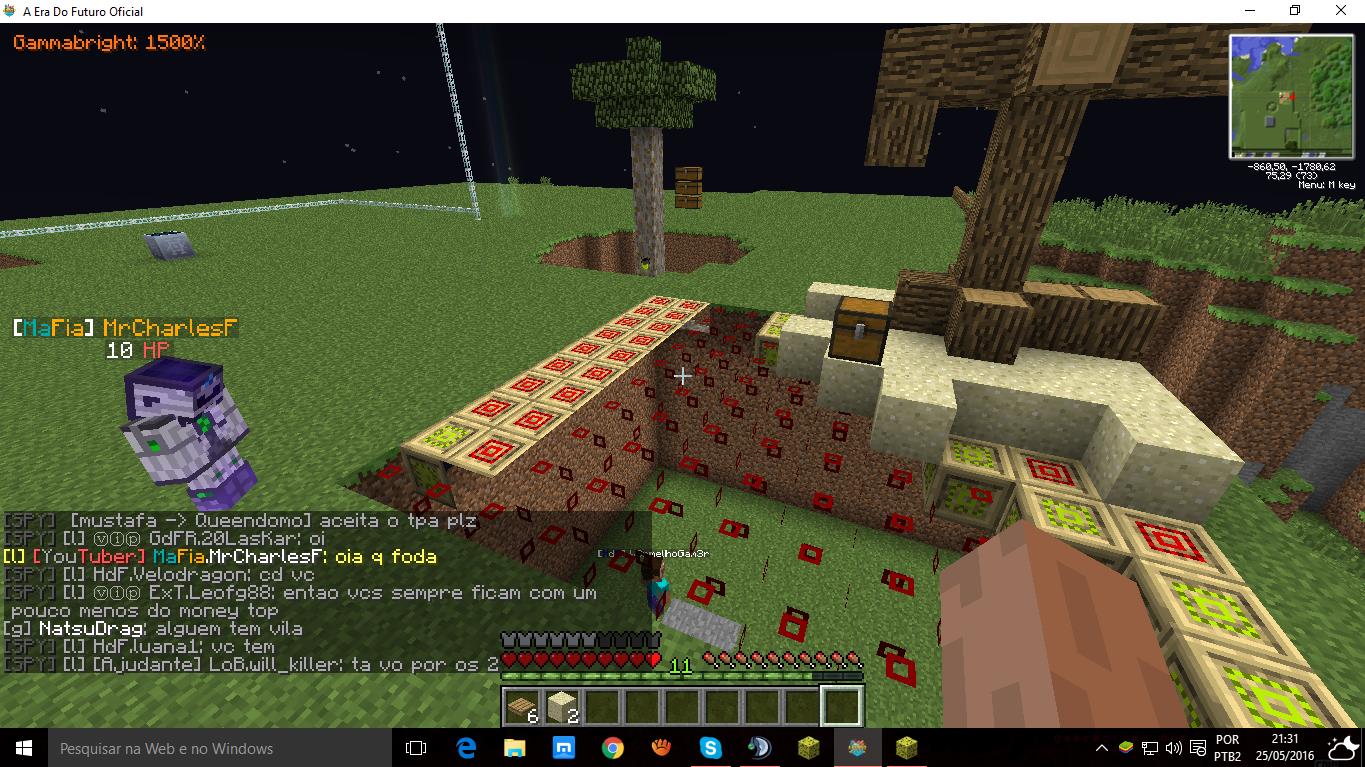 A Era Do Futuro Oficial
Gammabright: 1500%
-860,50, -1780,62
75,29 (73)
Menu: M key
[MaFia] MrCharlesF
10 HP
[SPY] [mustafa -> Queendomo] aceita o tpa plz
[SPY] [l] ⓥⓘⓟ GdFR.20LasKar: oi
[l] [YouTuber] MaFia.MrCharlesF: oia q foda
[SPY] [l] HdF.Velodragon: cd vc
[SPY] [l] ⓥⓘⓟ ExT.Leofg88: entao vcs sempre ficam com um
pouco menos do money top
[g] NatsuDrag: alguem tem vila
[SPY] [l] HdF.luana1: vc tem
[SPY] [l] [Ajudante] LoB.will_killer: ta vo por os 2
11
6
2
Pesquisar na Web e no Windows
POR
PTB2
21:31
25/05/2016